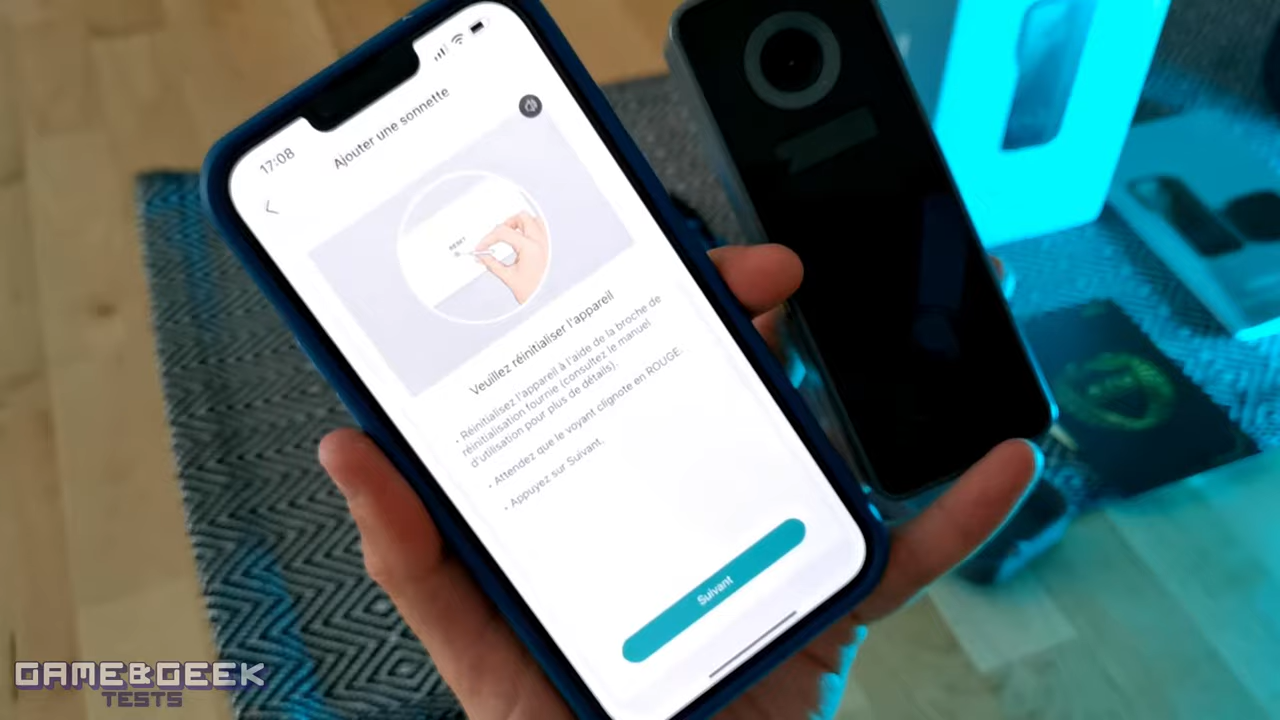 17:08
Ajouter une sonnette
RESET
Veuillez réinitialiser l'appareil
• Réinitialisez l'appareil à l'aide de la broche de
réinitialisation fournie (consultez le manuel
d'utilisation pour plus de détails).
• Attendez que le voyant clignote en ROUGE.
• Appuyez sur Suivant.
Suivant
GAME&GEEK
TESTS